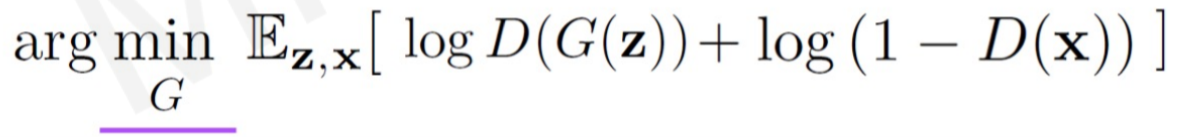 arg min 𝔼_{𝐳,𝐱}[ log D(G(𝐳)) + log (1 − D(𝐱)) ]
G